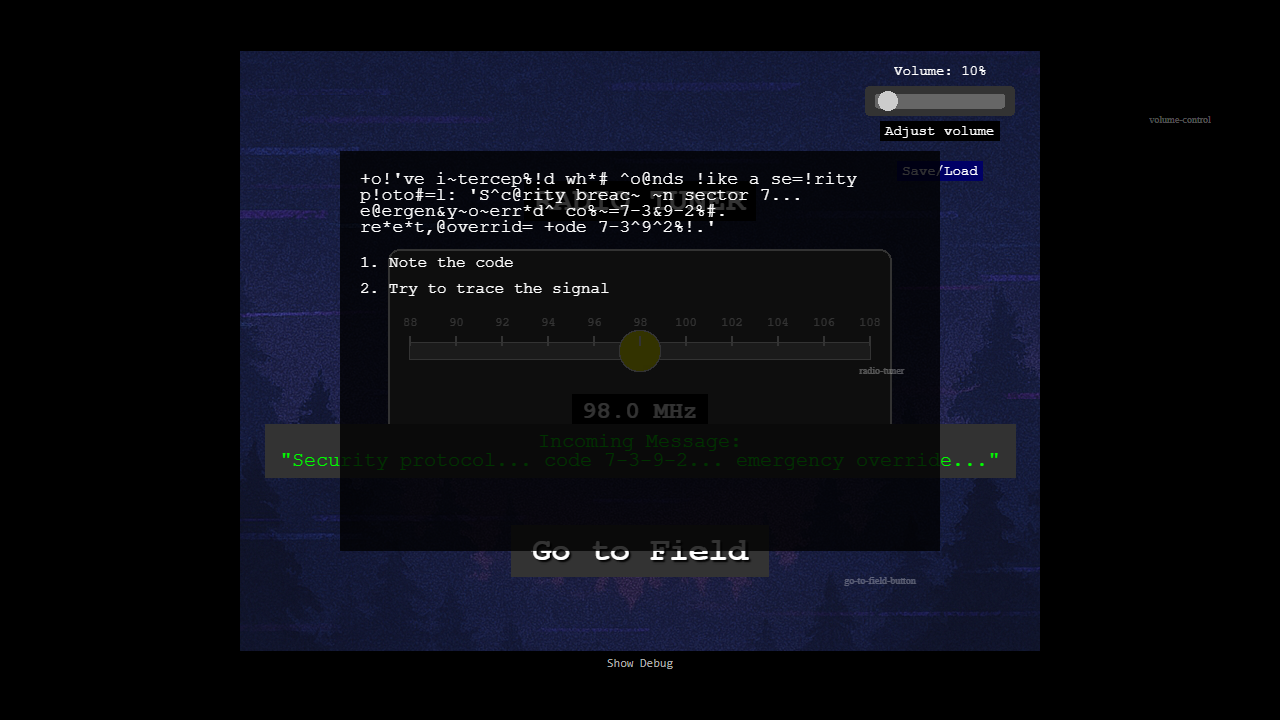 Volume: 10%
Adjust volume
volume-control
Save/Load
+o!'ve i~tercep%!d wh*# ^o@nds !ike a se=!rity
p!oto#=l: 'S^c@rity breac~ ~n sector 7...
e@ergen&y~o~err*d^ co%~=7-3&9-2%#.
re*e*t,@overrid= +ode 7-3^9^2%!.'
RADIO TUNER
1. Note the code
2. Try to trace the signal
88 90 92 94 96 98 100 102 104 106 108
radio-tuner
98.0 MHz
Incoming Message:
"Security protocol... code 7-3-9-2... emergency override..."
Go to Field
go-to-field-button
Show Debug